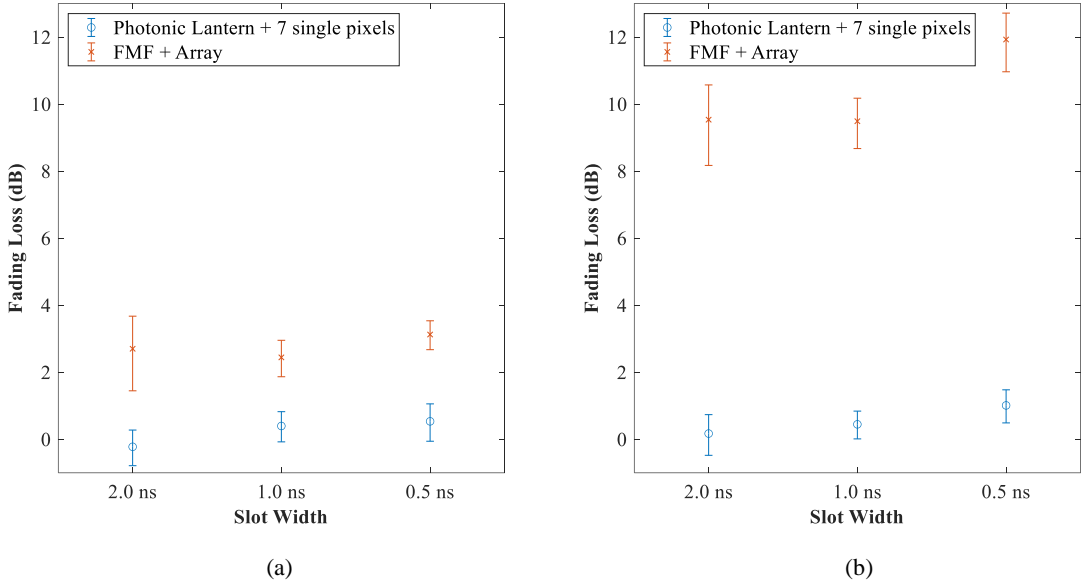 Photonic Lantern + 7 single pixels
FMF + Array
12
10
8
6
4
2
0
Fading Loss (dB)
2.0 ns
1.0 ns
0.5 ns
Slot Width
(a)
Photonic Lantern + 7 single pixels
FMF + Array
12
10
8
6
4
2
0
Fading Loss (dB)
2.0 ns
1.0 ns
0.5 ns
Slot Width
(b)